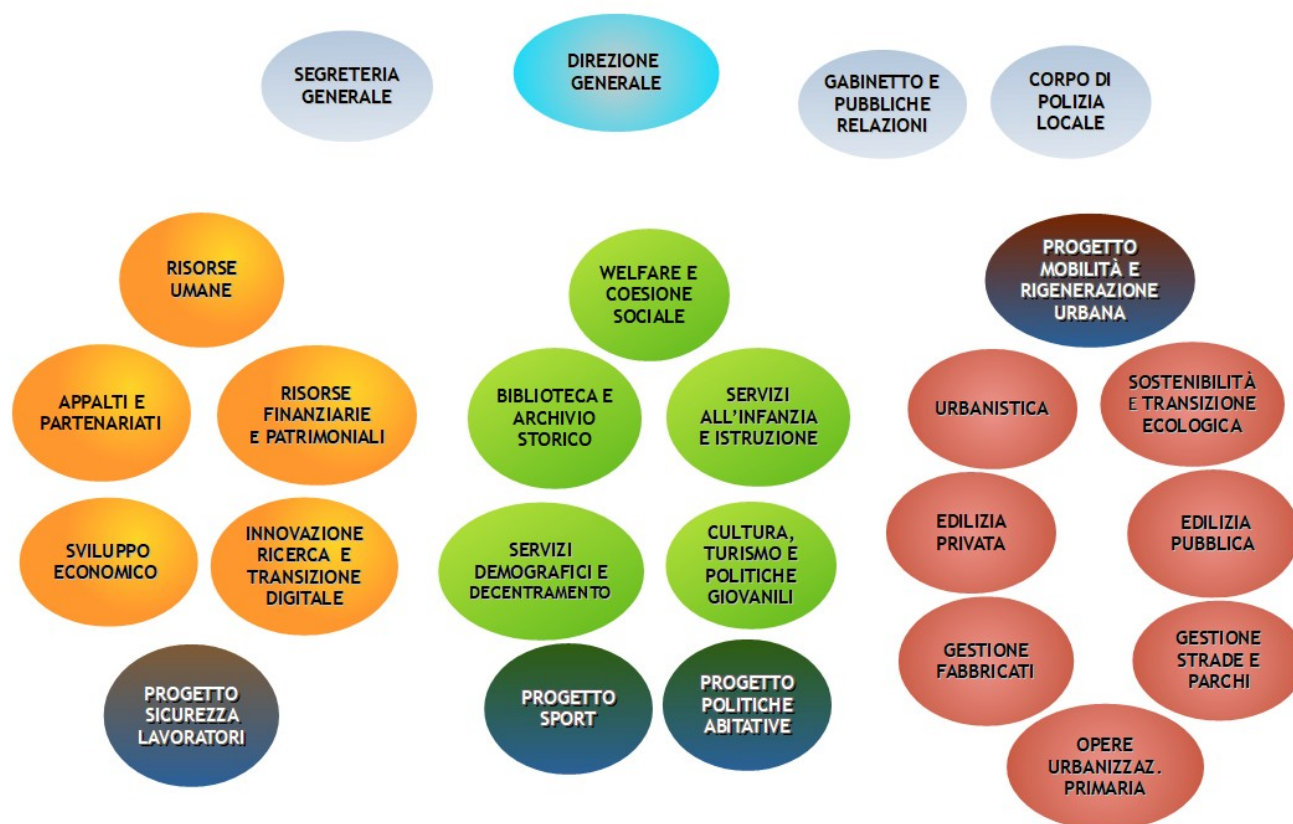 SEGRETERIA
GENERALE
DIREZIONE
GENERALE
GABINETTO E
PUBBLICHE
RELAZIONI
CORPO DI
POLIZIA
LOCALE
RISORSE
UMANE
APPALTI E
PARTENARIATI
RISORSE
FINANZIARIE
E PATRIMONIALI
SVILUPPO
ECONOMICO
INNOVAZIONE
RICERCA E
TRANSIZIONE
DIGITALE
PROGETTO
SICUREZZA
LAVORATORI
WELFARE E
COESIONE
SOCIALE
BIBLIOTECA E
ARCHIVIO
STORICO
SERVIZI
ALL'INFANZIA
E ISTRUZIONE
SERVIZI
DEMOGRAFICI E
DECENTRAMENTO
CULTURA,
TURISMO E
POLITICHE
GIOVANILI
PROGETTO
SPORT
PROGETTO
POLITICHE
ABITATIVE
PROGETTO
MOBILITÀ E
RIGENERAZIONE
URBANA
URBANISTICA
SOSTENIBILITÀ
E TRANSIZIONE
ECOLOGICA
EDILIZIA
PRIVATA
EDILIZIA
PUBBLICA
GESTIONE
FABBRICATI
GESTIONE
STRADE E
PARCHI
OPERE
URBANIZZAZ.
PRIMARIA